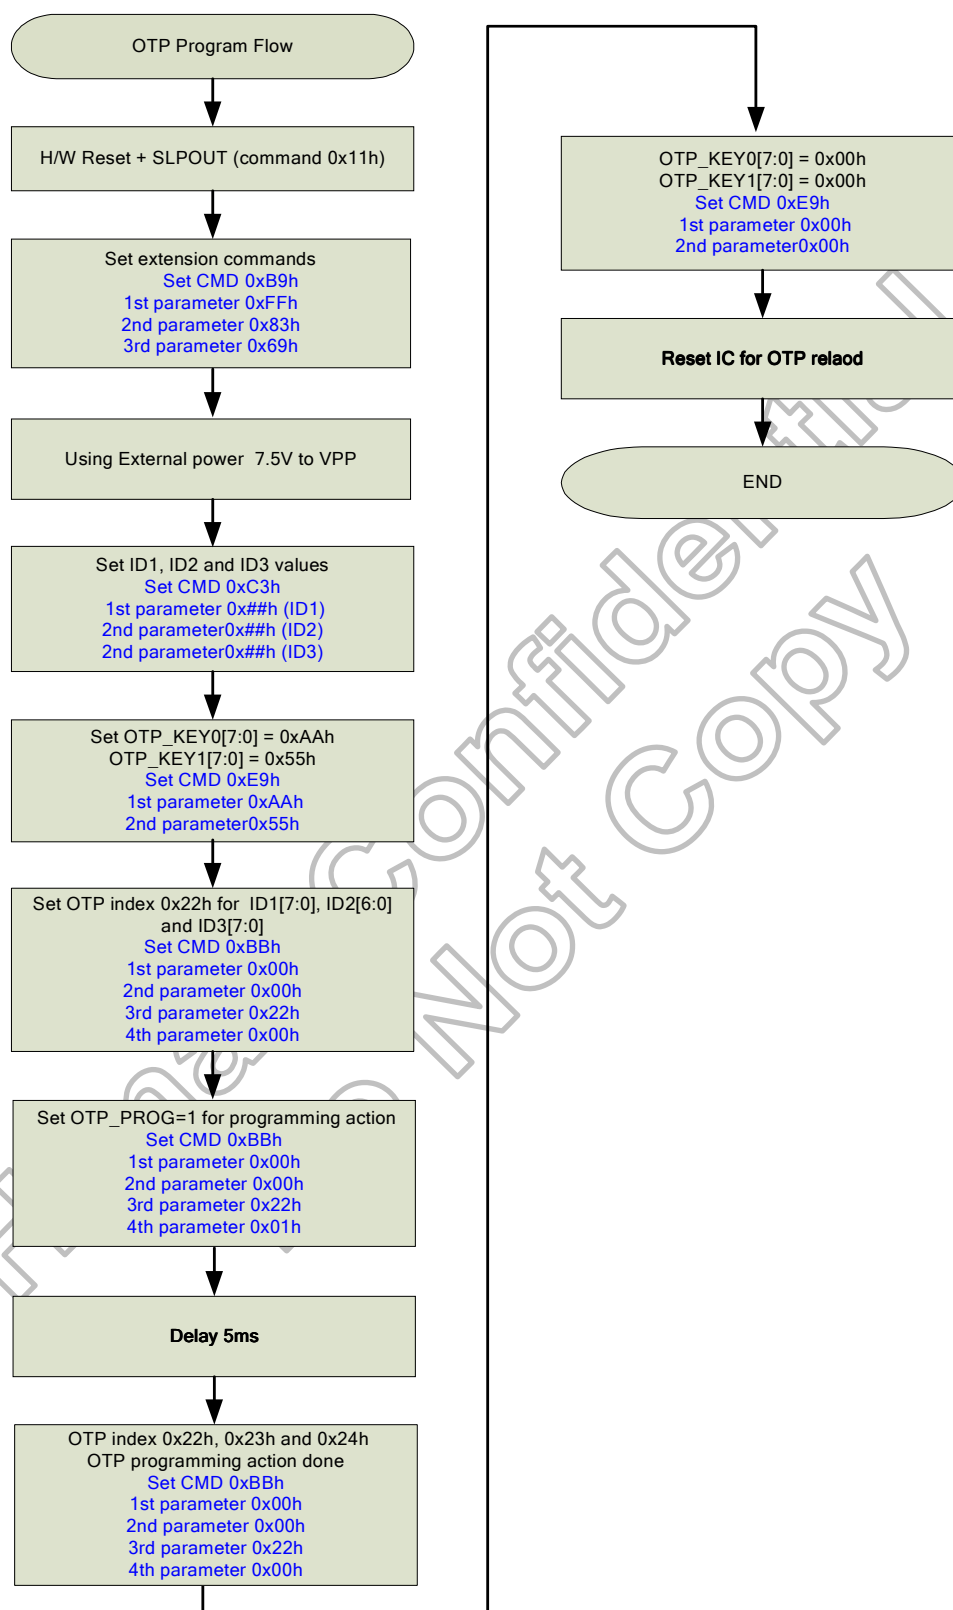 OTP Program Flow
H/W Reset + SLPOUT (command 0x11h)
Set extension commands
Set CMD 0xB9h
1st parameter 0xFFh
2nd parameter 0x83h
3rd parameter 0x69h
Using External power 7.5V to VPP
Set ID1, ID2 and ID3 values
Set CMD 0xC3h
1st parameter 0x##h (ID1)
2nd parameter0x##h (ID2)
2nd parameter0x##h (ID3)
Set OTP_KEY0[7:0] = 0xAAh
OTP_KEY1[7:0] = 0x55h
Set CMD 0xE9h
1st parameter 0xAAh
2nd parameter0x55h
Set OTP index 0x22h for ID1[7:0], ID2[6:0]
and ID3[7:0]
Set CMD 0xBBh
1st parameter 0x00h
2nd parameter 0x00h
3rd parameter 0x22h
4th parameter 0x00h
Set OTP_PROG=1 for programming action
Set CMD 0xBBh
1st parameter 0x00h
2nd parameter 0x00h
3rd parameter 0x22h
4th parameter 0x01h
Delay 5ms
OTP index 0x22h, 0x23h and 0x24h
OTP programming action done
Set CMD 0xBBh
1st parameter 0x00h
2nd parameter 0x00h
3rd parameter 0x22h
4th parameter 0x00h
OTP_KEY0[7:0] = 0x00h
OTP_KEY1[7:0] = 0x00h
Set CMD 0xE9h
1st parameter 0x00h
2nd parameter0x00h
Reset IC for OTP relaod
END
Confidential
Not Copy